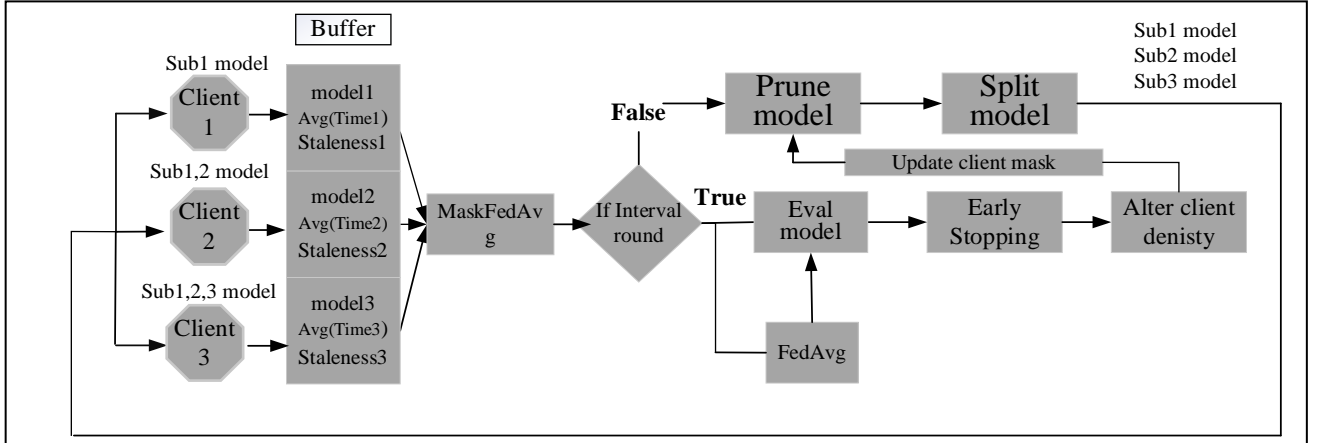 Buffer
Sub1 model
Client
1
model1
Avg(Time1)
Staleness1
Sub1,2 model
Client
2
model2
Avg(Time2)
Staleness2
Sub1,2,3 model
Client
3
model3
Avg(Time3)
Staleness3
MaskFedAv
g
If Interval
round
False
True
Prune
model
Split
model
Sub1 model
Sub2 model
Sub3 model
Update client mask
Eval
model
Early
Stopping
Alter client
denisty
FedAvg